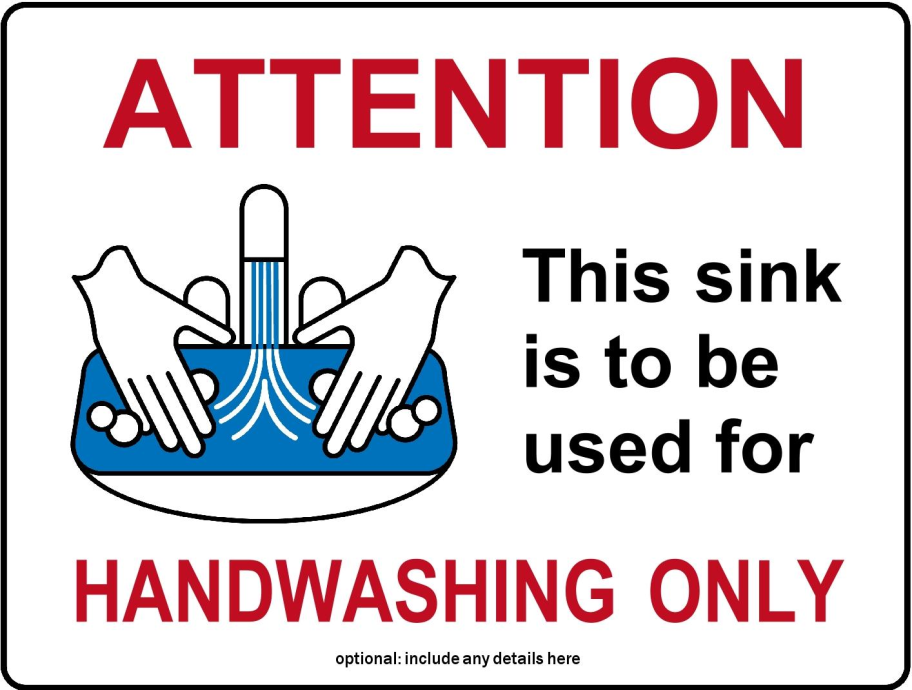 ATTENTION
This sink
is to be
used for
HANDWASHING ONLY
optional: include any details here